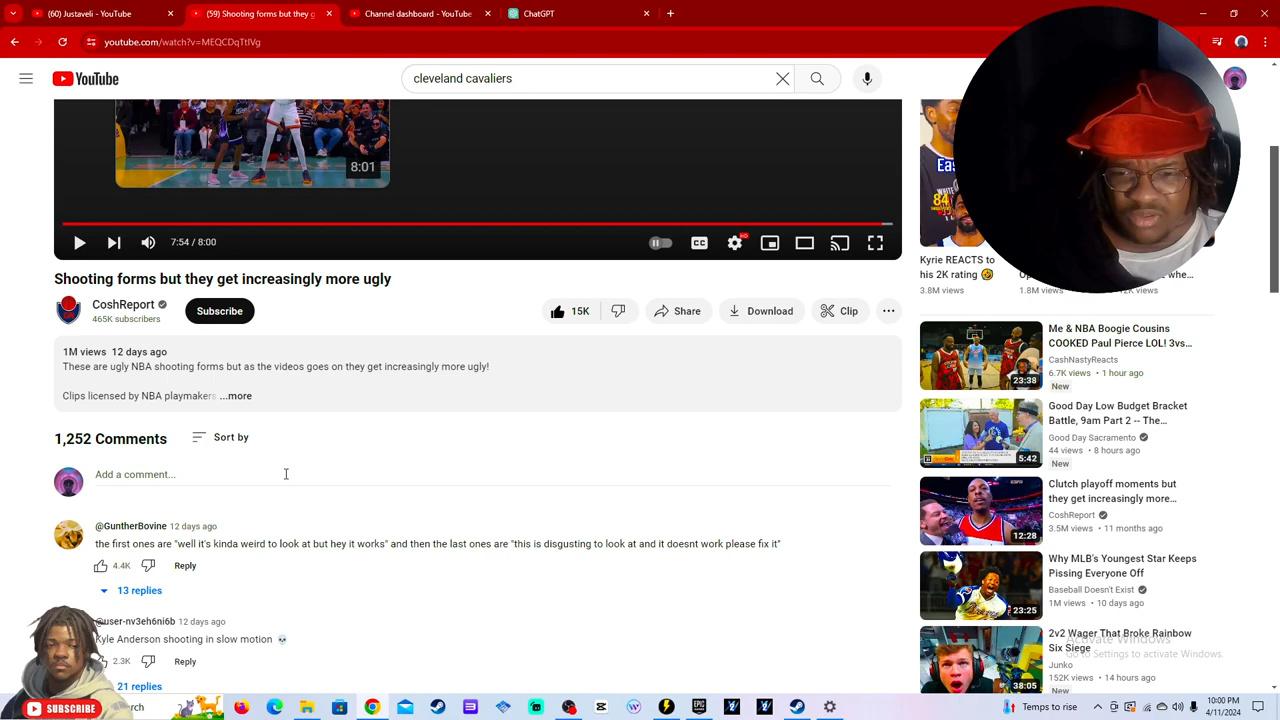 (60) Justaveli - YouTube
(59) Shooting forms but they g
Channel dashboard - YouTube
ChatGPT
youtube.com/watch?v=MEQCDqTtIVg
YouTube
cleveland cavaliers
8:01
7:54 / 8:00
HD
CC
Shooting forms but they get increasingly more ugly
CoshReport
465K subscribers
Subscribe
15K
Share
Download
Clip
1M views 12 days ago
These are ugly NBA shooting forms but as the videos goes on they get increasingly more ugly!
Clips licensed by NBA playmakers ...more
1,252 Comments
Sort by
Add a comment...
@GuntherBovine 12 days ago
the first ones are "well it's kinda weird to look at but hey it works" and then the last ones are "this is disgusting to look at and it doesnt work please fix it"
4.4K
Reply
13 replies
@user-nv3eh6ni6b 12 days ago
Kyle Anderson shooting in slow motion 💀
2.3K
Reply
21 replies
Eas
84
Kyrie REACTS to
his 2K rating 🤣
3.8M views
1.8M views
Me & NBA Boogie Cousins
COOKED Paul Pierce LOL! 3vs...
CashNastyReacts
6.7K views • 1 hour ago
New
23:38
Good Day Low Budget Bracket
Battle, 9am Part 2 -- The...
Good Day Sacramento
44 views • 8 hours ago
New
5:42
Clutch playoff moments but
they get increasingly more...
CoshReport
3.5M views • 11 months ago
12:28
Why MLB's Youngest Star Keeps
Pissing Everyone Off
Baseball Doesn't Exist
1M views • 10 days ago
23:25
2v2 Wager That Broke Rainbow
Six Siege
Junko
152K views • 14 hours ago
New
38:05
Activate Windows
Go to Settings to activate Windows.
SUBSCRIBE
rch
Temps to rise
10:00 PM
4/11/2024